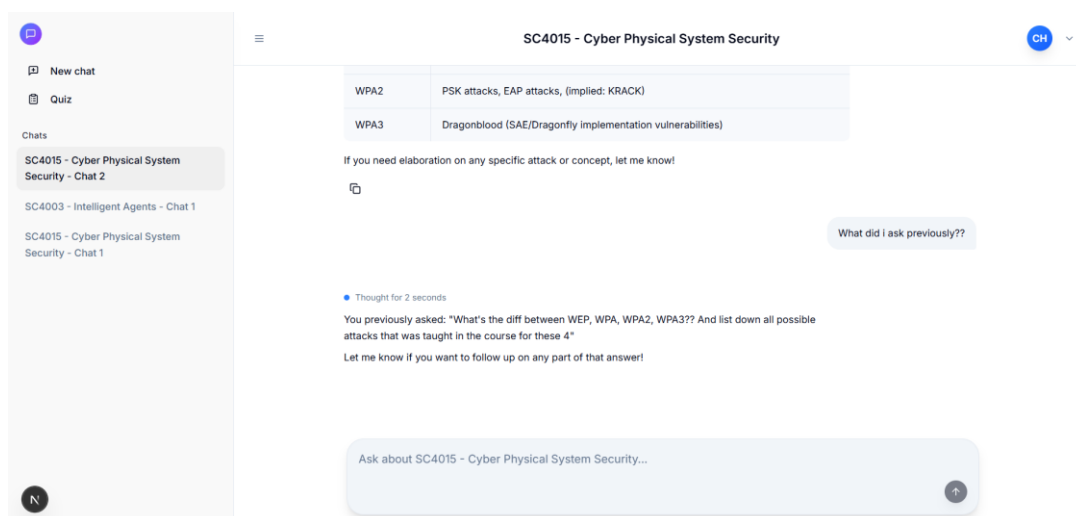 SC4015 - Cyber Physical System Security
CH
New chat
Quiz
Chats
SC4015 - Cyber Physical System
Security - Chat 2
SC4003 - Intelligent Agents - Chat 1
SC4015 - Cyber Physical System
Security - Chat 1
N
WPA2 PSK attacks, EAP attacks, (implied: KRACK)
WPA3 Dragonblood (SAE/Dragonfly implementation vulnerabilities)
If you need elaboration on any specific attack or concept, let me know!
What did i ask previously??
Thought for 2 seconds
You previously asked: "What's the diff between WEP, WPA, WPA2, WPA3?? And list down all possible
attacks that was taught in the course for these 4"
Let me know if you want to follow up on any part of that answer!
Ask about SC4015 - Cyber Physical System Security...